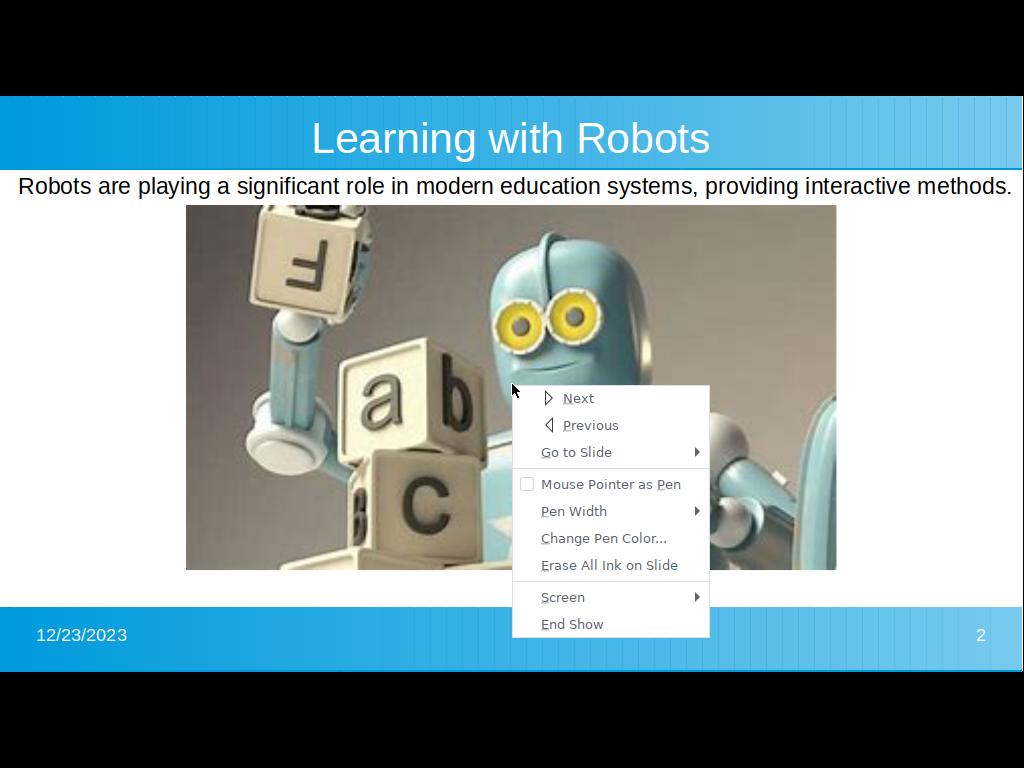 Learning with Robots
Robots are playing a significant role in modern education systems, providing interactive methods.
F
a b
C
Next
Previous
Go to Slide
Mouse Pointer as Pen
Pen Width
Change Pen Color...
Erase All Ink on Slide
Screen
End Show
12/23/2023
2